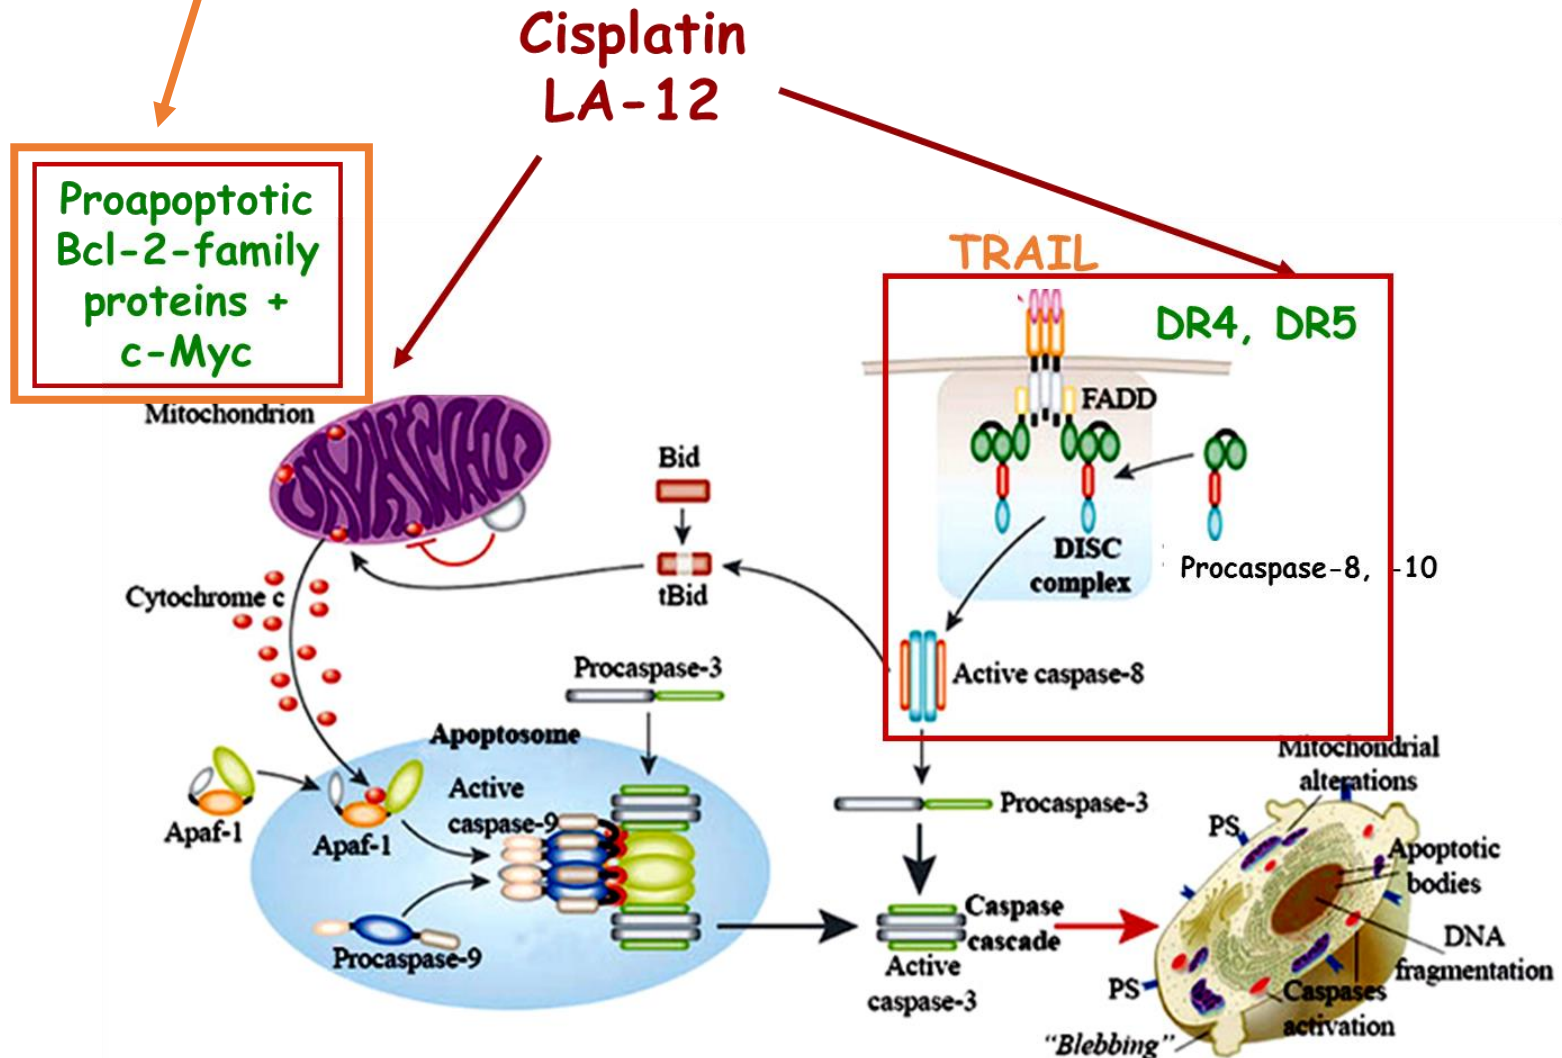 Cisplatin
LA-12
Proapoptotic
Bcl-2-family
proteins +
c-Myc
TRAIL
DR4, DR5
FADD
Mitochondrion
Bid
DISC
complex
Procaspase-8, -10
tBid
Cytochrome c
Procaspase-3
Active caspase-8
Apoptosome
Mitochondrial
alterations
Active
caspase-9
Procaspase-3
Apaf-1
Apaf-1
PS
Apoptotic
bodies
Caspase
cascade
Procaspase-9
Active
caspase-3
DNA
fragmentation
PS
Caspases
activation
“Blebbing”